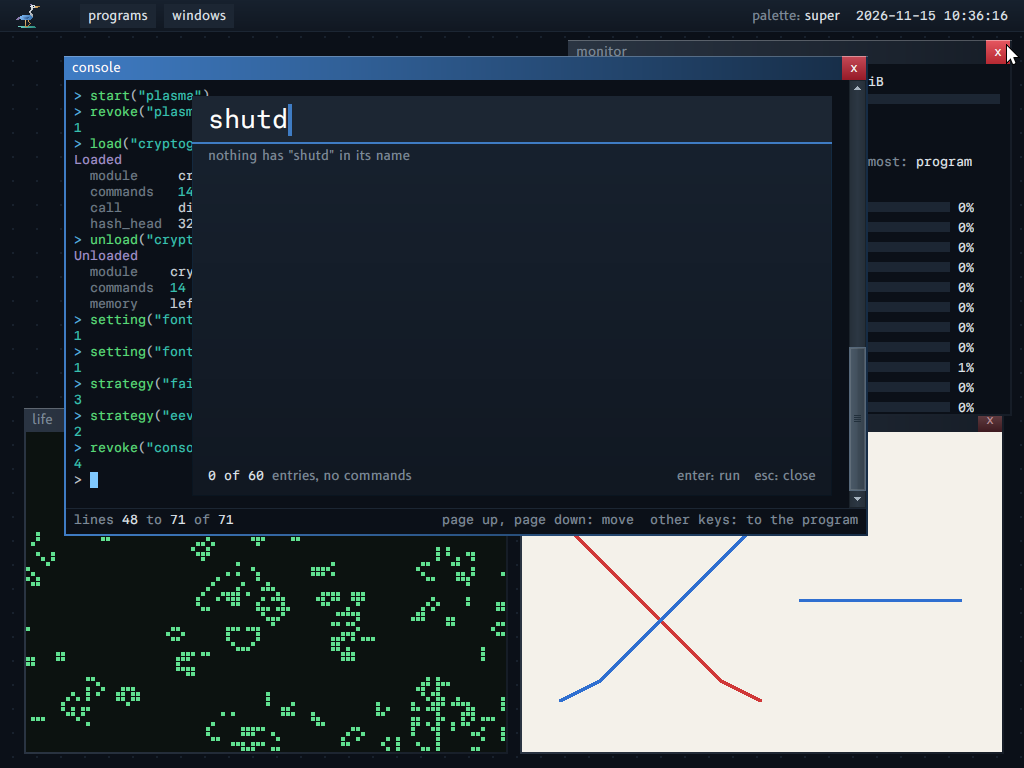 programs windows palette: super 2026-11-15 10:36:16
monitor x
console x
iB
> start("plasma")
> revoke("plasm
1
> load("cryptog
Loaded
module cr
commands 14
call di
hash_head 32
> unload("crypt
Unloaded
module cry
commands 14
memory lef
> setting("font
1
> setting("font
1
> strategy("fai
3
> strategy("eev
2
> revoke("conso
4
>
shutd
nothing has "shutd" in its name
0 of 60 entries, no commands enter: run esc: close
lines 48 to 71 of 71 page up, page down: move other keys: to the program
most: program
0%
0%
0%
0%
0%
0%
0%
0%
1%
0%
0%
life
x